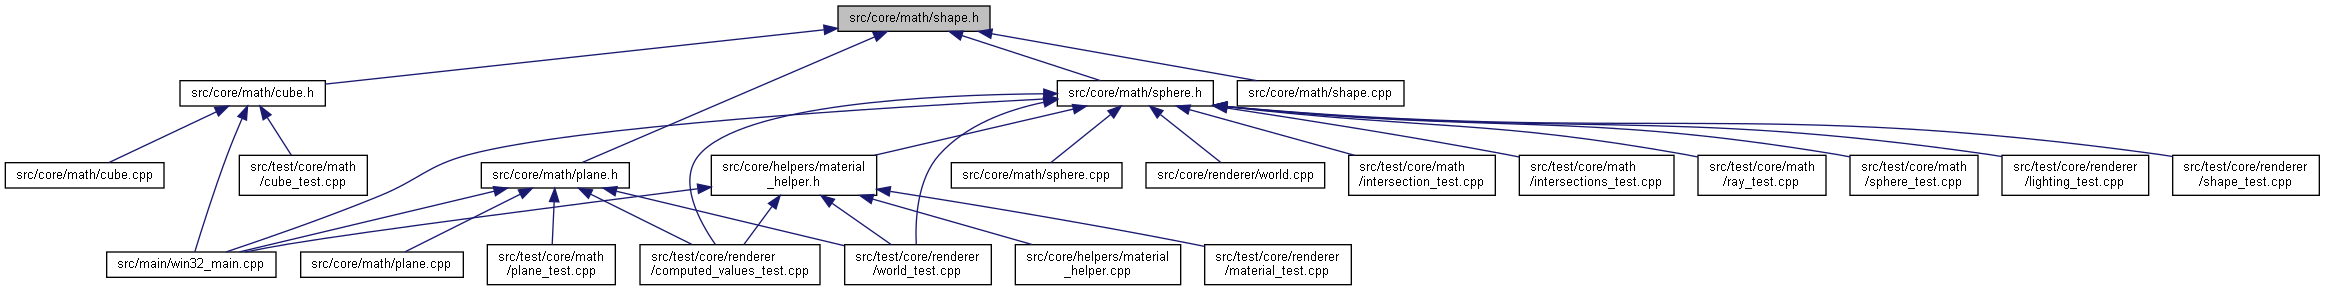 src/core/math/shape.h
src/core/math/cube.h
src/core/math/sphere.h
src/core/math/shape.cpp
src/core/math/cube.cpp
src/test/core/math
/cube_test.cpp
src/core/math/plane.h
src/core/helpers/material
_helper.h
src/core/math/sphere.cpp
src/core/renderer/world.cpp
src/test/core/math
/intersection_test.cpp
src/test/core/math
/intersections_test.cpp
src/test/core/math
/ray_test.cpp
src/test/core/math
/sphere_test.cpp
src/test/core/renderer
/lighting_test.cpp
src/test/core/renderer
/shape_test.cpp
src/main/win32_main.cpp
src/core/math/plane.cpp
src/test/core/math
/plane_test.cpp
src/test/core/renderer
/computed_values_test.cpp
src/test/core/renderer
/world_test.cpp
src/core/helpers/material
_helper.cpp
src/test/core/renderer
/material_test.cpp